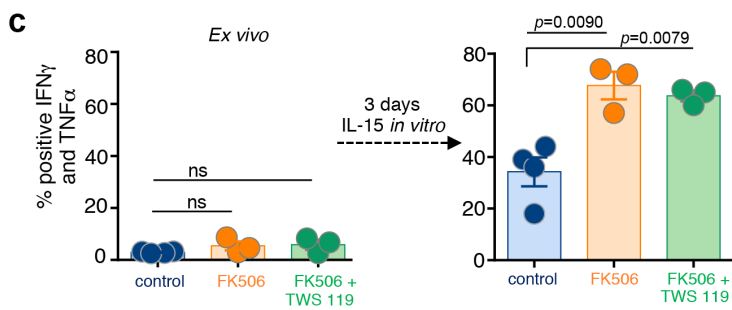 c
Ex vivo
% positive IFNγ
and TNFα
80
60
40
20
0
ns
ns
control
FK506
FK506 +
TWS 119
3 days
IL-15 in vitro
p=0.0090
p=0.0079
80
60
40
20
0
control
FK506
FK506 +
TWS 119